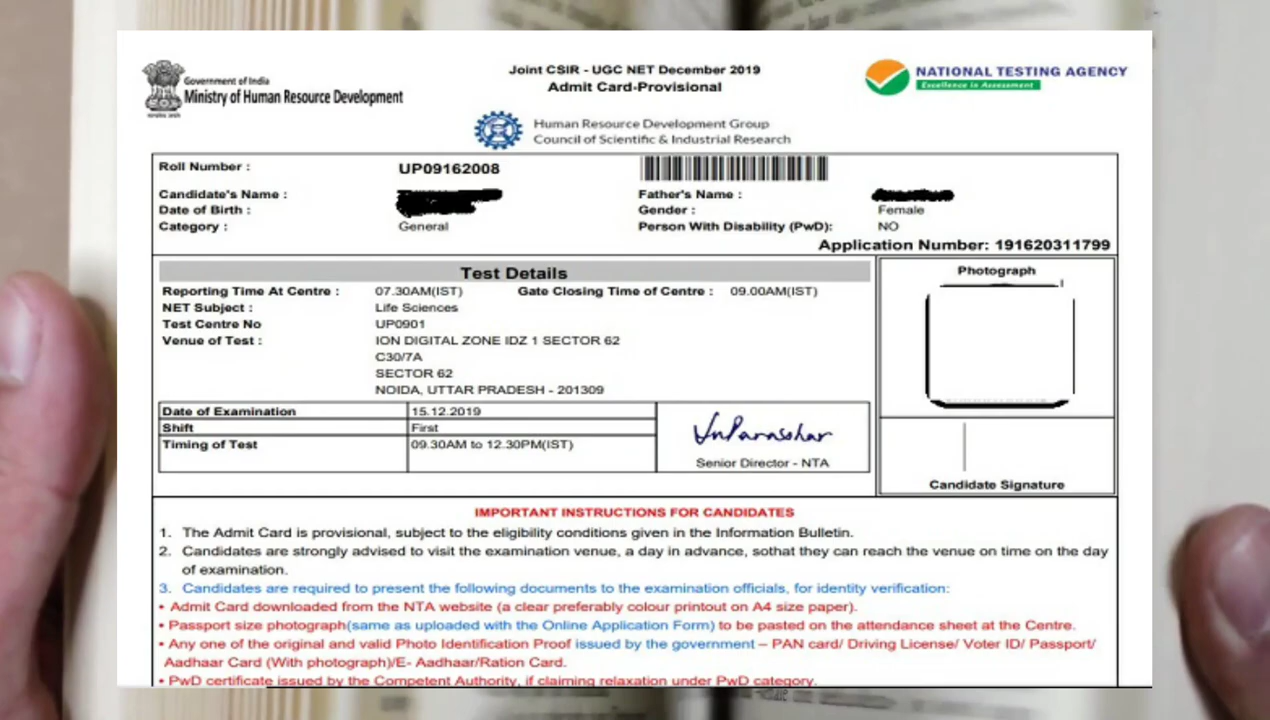 Government of India
Ministry of Human Resource Development
Joint CSIR - UGC NET December 2019
Admit Card-Provisional
NATIONAL TESTING AGENCY
Excellence in Assessment
Human Resource Development Group
Council of Scientific & Industrial Research
Roll Number : UP09162008
Candidate's Name : Father's Name :
Date of Birth : Gender : Female
Category : General Person With Disability (PwD): NO
Application Number: 191620311799
Test Details
Photograph
Reporting Time At Centre : 07.30AM(IST) Gate Closing Time of Centre : 09.00AM(IST)
NET Subject : Life Sciences
Test Centre No UP0901
Venue of Test : ION DIGITAL ZONE IDZ 1 SECTOR 62
C30/7A
SECTOR 62
NOIDA, UTTAR PRADESH - 201309
Date of Examination 15.12.2019
Shift First
Timing of Test 09.30AM to 12.30PM(IST)
Senior Director - NTA
Candidate Signature
IMPORTANT INSTRUCTIONS FOR CANDIDATES
1. The Admit Card is provisional, subject to the eligibility conditions given in the Information Bulletin.
2. Candidates are strongly advised to visit the examination venue, a day in advance, sothat they can reach the venue on time on the day
of examination.
3. Candidates are required to present the following documents to the examination officials, for identity verification:
• Admit Card downloaded from the NTA website (a clear preferably colour printout on A4 size paper).
• Passport size photograph(same as uploaded with the Online Application Form) to be pasted on the attendance sheet at the Centre.
• Any one of the original and valid Photo Identification Proof issued by the government – PAN card/ Driving License/ Voter ID/ Passport/
Aadhaar Card (With photograph)/E- Aadhaar/Ration Card.
• PwD certificate issued by the Competent Authority, if claiming relaxation under PwD category.